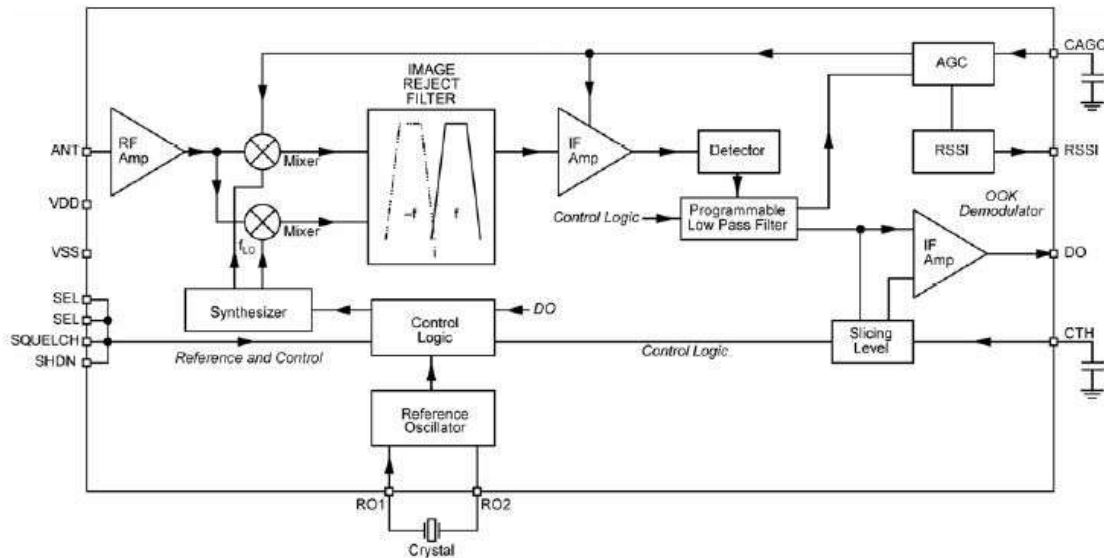 CAGC
AGC
IMAGE
REJECT
FILTER
ANT
RF
Amp
Mixer
IF
Amp
Detector
RSSI
RSSI
VDD
Mixer
-f
f
i
Control Logic
Programmable
Low Pass Filter
OOK
Demodulator
VSS
fLO
IF
Amp
DO
SEL
SEL
Synthesizer
Control
Logic
DO
SQUELCH
SHDN
Reference and Control
Control Logic
Slicing
Level
CTH
Reference
Oscillator
RO1
RO2
Crystal